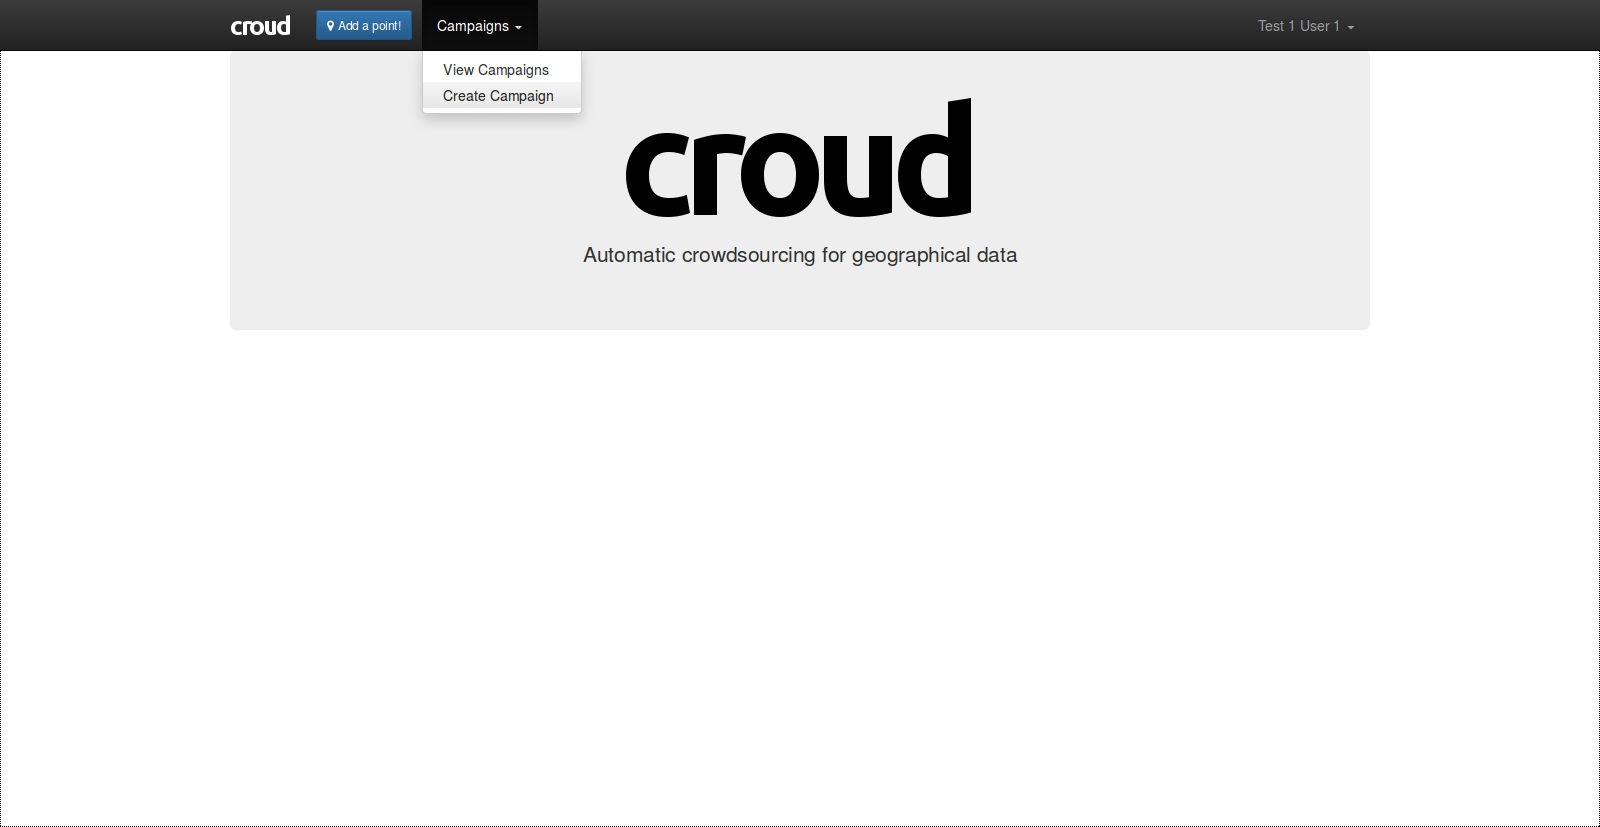 croud Add a point! Campaigns Test 1 User 1
View Campaigns
Create Campaign
croud
Automatic crowdsourcing for geographical data